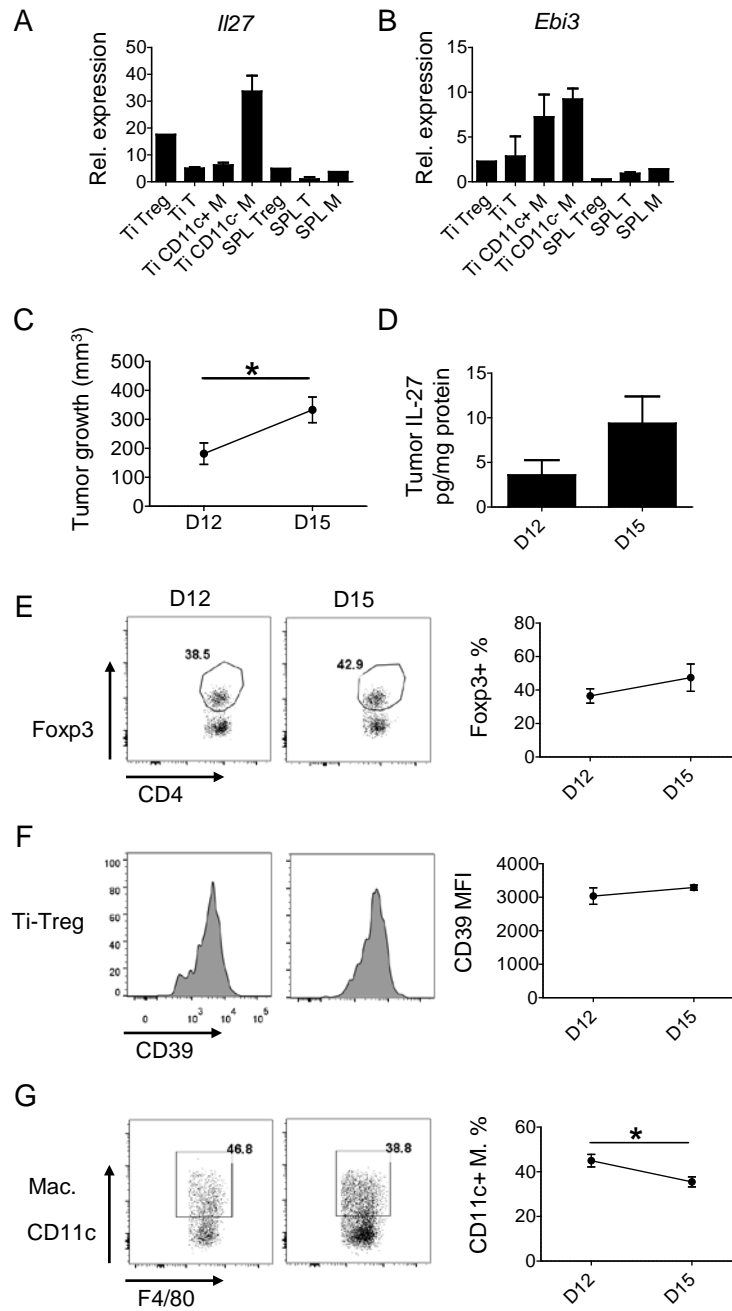 A
Il27
Rel. expression
50
40
30
20
10
0
Ti Treg
Ti T
Ti CD11c+ M
Ti CD11c- M
SPL Treg
SPL T
SPL M
B
Ebi3
Rel. expression
15
10
5
0
Ti Treg
Ti T
Ti CD11c+ M
Ti CD11c- M
SPL Treg
SPL T
SPL M
C
Tumor growth (mm³)
500
400
300
200
100
0
*
D12
D15
D
Tumor IL-27
pg/mg protein
15
10
5
0
D12
D15
E
D12
D15
38.5
42.9
Foxp3
CD4
Foxp3+ %
80
60
40
20
0
D12
D15
F
Ti-Treg
100
80
60
40
20
0
0
10³
10⁴
10⁵
CD39
CD39 MFI
4000
3000
2000
1000
0
D12
D15
G
46.8
38.8
Mac.
CD11c
F4/80
CD11c+ M. %
60
40
20
0
*
D12
D15